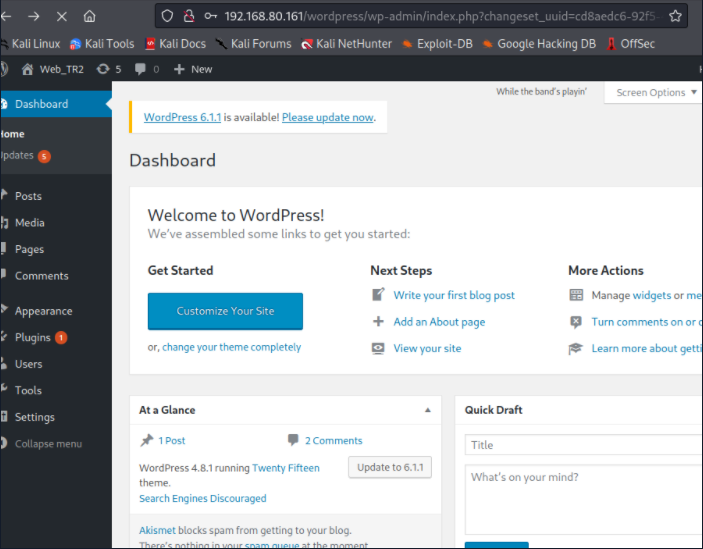 192.168.80.161/wordpress/wp-admin/index.php?changeset_uuid=cd8aedc6-92f5
Kali Linux Kali Tools Kali Docs Kali Forums Kali NetHunter Exploit-DB Google Hacking DB OffSec
Web_TR2 5 0 New
While the band's playin'
Screen Options
Dashboard
Home
Updates 5
Posts
Media
Pages
Comments
Appearance
Plugins 1
Users
Tools
Settings
Collapse menu
WordPress 6.1.1 is available! Please update now.
Dashboard
Welcome to WordPress!
We've assembled some links to get you started:
Get Started
Customize Your Site
or, change your theme completely
Next Steps
Write your first blog post
Add an About page
View your site
More Actions
Manage widgets or me
Turn comments on or
Learn more about getti
At a Glance
1 Post
2 Comments
WordPress 4.8.1 running Twenty Fifteen
theme.
Update to 6.1.1
Search Engines Discouraged
Akismet blocks spam from getting to your blog.
There's nothing in your spam queue at the moment.
Quick Draft
Title
What's on your mind?